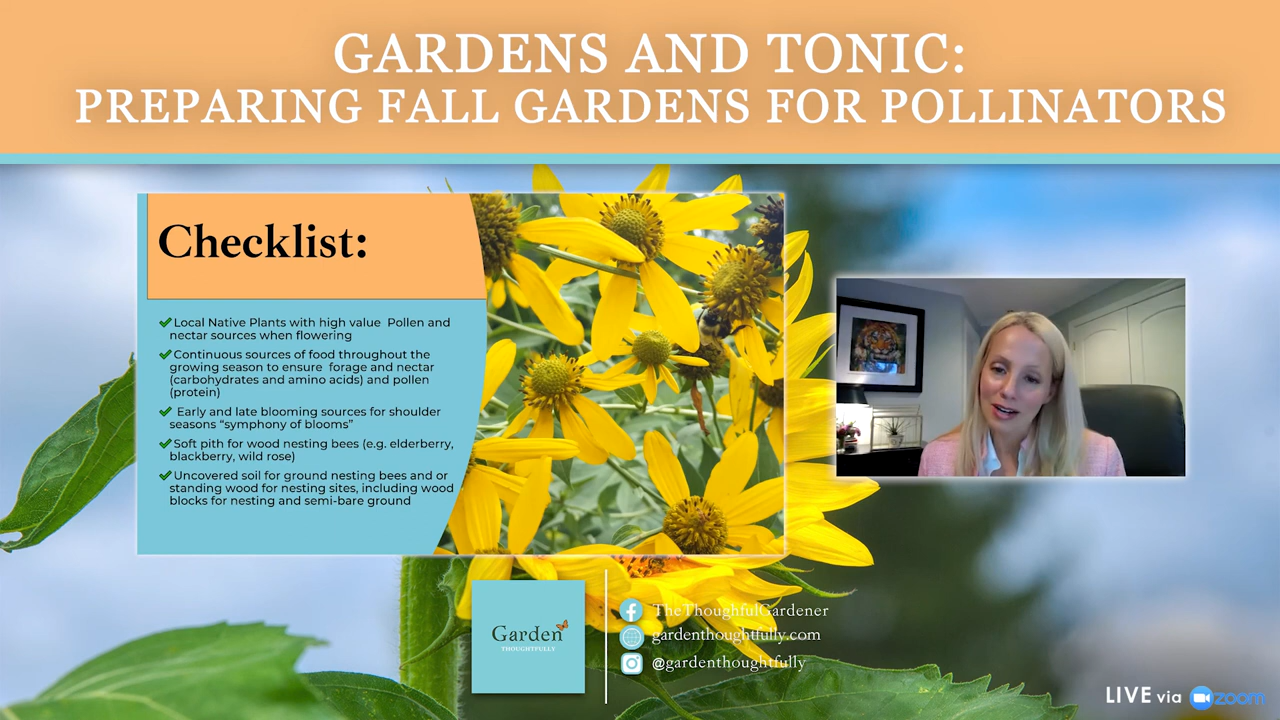 GARDENS AND TONIC:
PREPARING FALL GARDENS FOR POLLINATORS
Checklist:
Local Native Plants with high value Pollen and
nectar sources when flowering
Continuous sources of food throughout the
growing season to ensure forage and nectar
(carbohydrates and amino acids) and pollen
(protein)
Early and late blooming sources for shoulder
seasons "symphony of blooms"
Soft pith for wood nesting bees (e.g. elderberry,
blackberry, wild rose)
Uncovered soil for ground nesting bees and or
standing wood for nesting sites, including wood
blocks for nesting and semi-bare ground
Garden
THOUGHTFULLY
TheThoughfulGardener
gardenthoughtfully.com
@gardenthoughtfully
LIVE via zoom